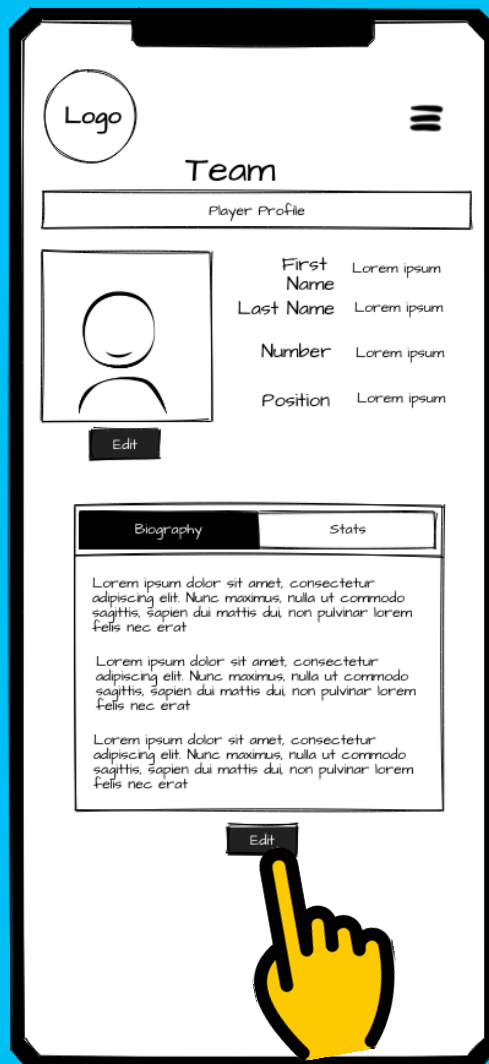 Logo
Team
Player Profile
First
Name
Lorem ipsum
Last Name
Lorem ipsum
Number
Lorem ipsum
Position
Lorem ipsum
Edit
Biography
Stats
Lorem ipsum dolor sit amet, consectetur
adipiscing elit. Nunc maximus, nulla ut commodo
sagittis, sapien dui mattis dui, non pulvinar lorem
felis nec erat
Lorem ipsum dolor sit amet, consectetur
adipiscing elit. Nunc maximus, nulla ut commodo
sagittis, sapien dui mattis dui, non pulvinar lorem
felis nec erat
Lorem ipsum dolor sit amet, consectetur
adipiscing elit. Nunc maximus, nulla ut commodo
sagittis, sapien dui mattis dui, non pulvinar lorem
felis nec erat
Edit